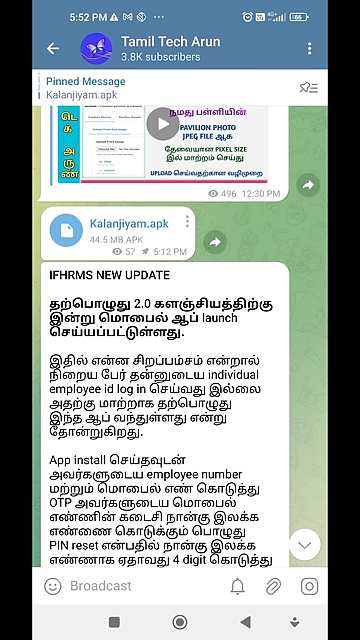 5:52 PM
Tamil Tech Arun
3.8K subscribers
Pinned Message
Kalanjiyam.apk
டெக் அருண்
நமது பள்ளியின்
PAVILION PHOTO
JPEG FILE ஆக
தேவையான PIXEL SIZE
இல் மாற்றம் செய்து
UPLOAD செய்வதற்கான வழிமுறை
496 12:30 PM
Kalanjiyam.apk
44.5 MB APK
57 5:12 PM
IFHRMS NEW UPDATE
தற்பொழுது 2.0 களஞ்சியத்திற்கு
இன்று மொபைல் ஆப் launch
செய்யப்பட்டுள்ளது.
இதில் என்ன சிறப்பம்சம் என்றால்
நிறைய பேர் தன்னுடைய individual
employee id log in செய்வது இல்லை
அதற்கு மாற்றாக தற்பொழுது
இந்த ஆப் வந்துள்ளது என்று
தோன்றுகிறது.
App install செய்தவுடன்
அவர்களுடைய employee number
மற்றும் மொபைல் எண் கொடுத்து
OTP அவர்களுடைய மொபைல்
எண்ணின் கடைசி நான்கு இலக்க
எண்ணை கொடுக்கும் பொழுது
PIN reset என்பதில் நான்கு இலக்க
எண்ணாக ஏதாவது 4 digit கொடுத்து
Broadcast